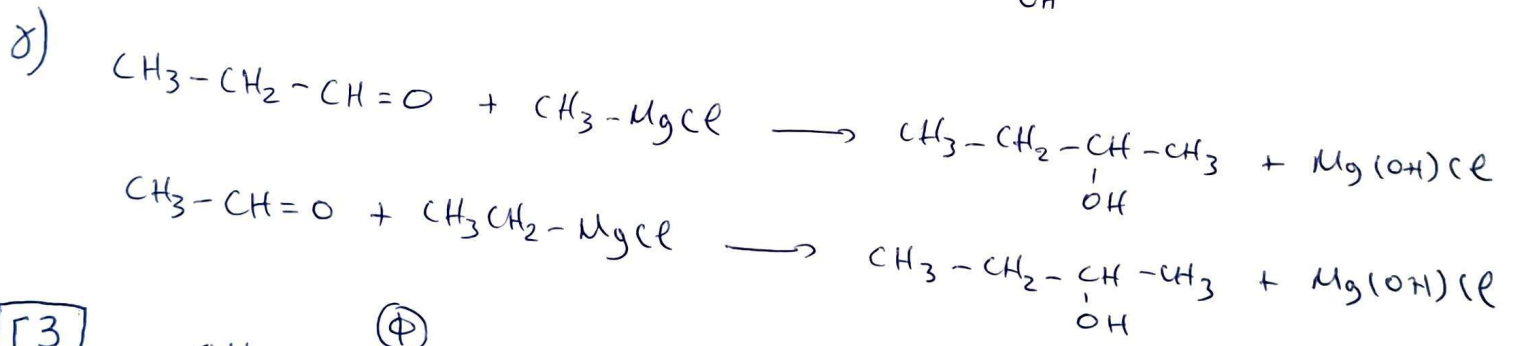 γ) CH3-CH2-CH=O + CH3-MgCl → CH3-CH2-CH-CH3 + Mg(OH)Cl
OH
CH3-CH=O + CH3CH2-MgCl → CH3-CH2-CH-CH3 + Mg(OH)Cl
OH
Γ3 Φ